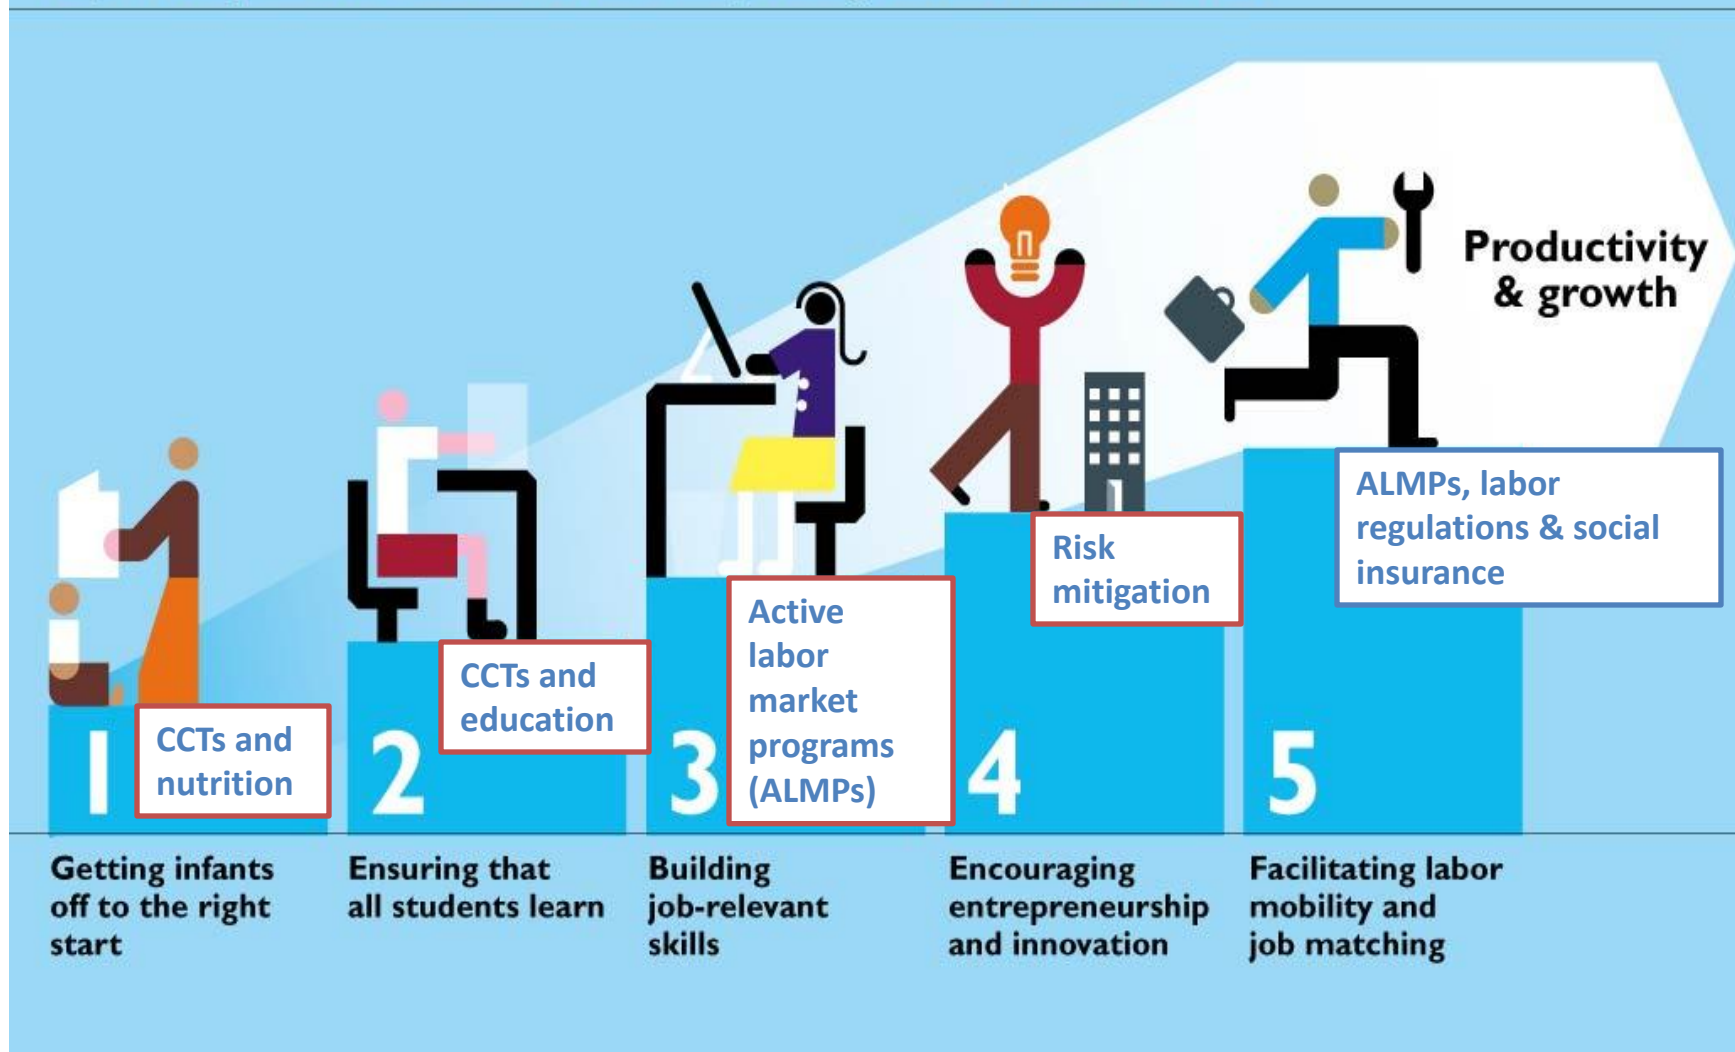 Productivity
& growth
ALMPs, labor
regulations & social
insurance
Risk
mitigation
Active
labor
market
programs
(ALMPs)
CCTs and
education
CCTs and
nutrition
1
2
3
4
5
Getting infants
off to the right
start
Ensuring that
all students learn
Building
job-relevant
skills
Encouraging
entrepreneurship
and innovation
Facilitating labor
mobility and
job matching